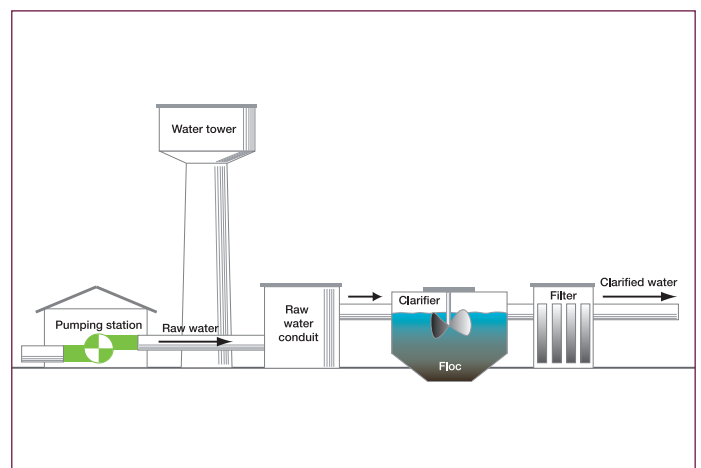 Water tower
Pumping station
Raw water
Raw
water
conduit
Clarifier
Floc
Filter
Clarified water